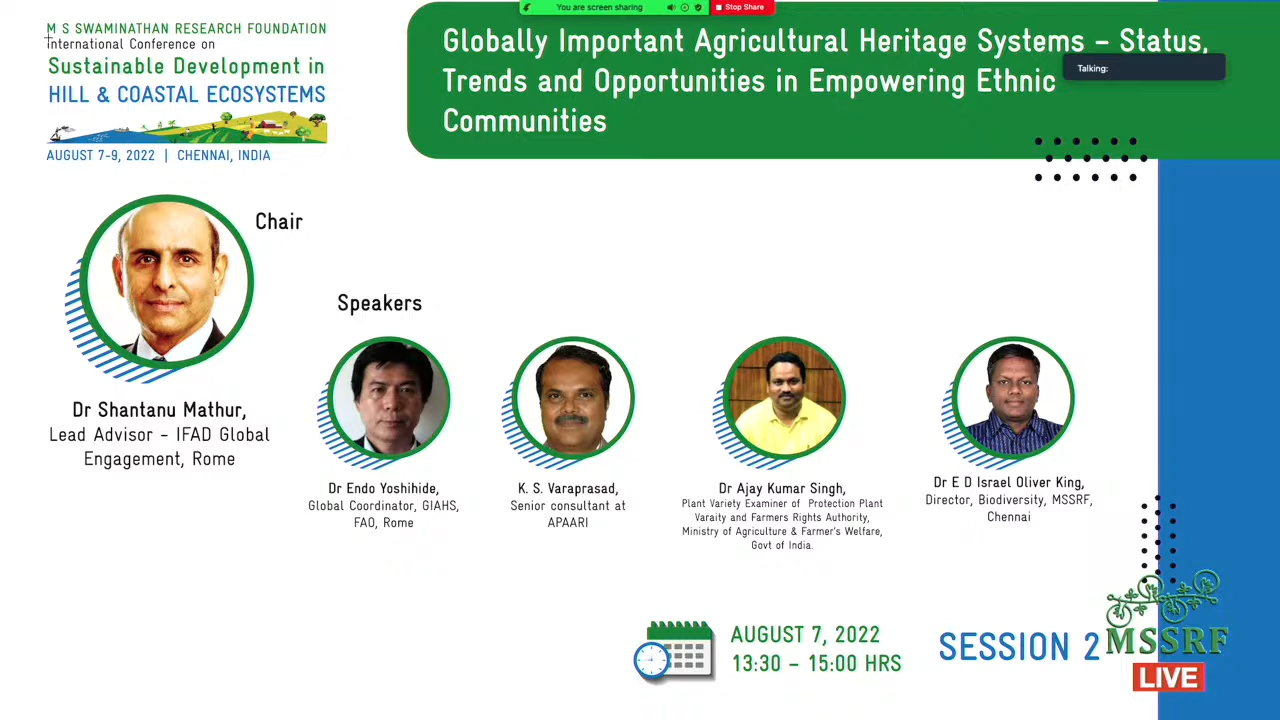 You are screen sharing
Stop Share
M S SWAMINATHAN RESEARCH FOUNDATION
International Conference on
Sustainable Development in
HILL & COASTAL ECOSYSTEMS
AUGUST 7-9, 2022 | CHENNAI, INDIA
Globally Important Agricultural Heritage Systems – Status,
Trends and Opportunities in Empowering Ethnic
Communities
Talking:
Chair
Dr Shantanu Mathur,
Lead Advisor - IFAD Global
Engagement, Rome
Speakers
Dr Endo Yoshihide,
Global Coordinator, GIAHS,
FAO, Rome
K. S. Varaprasad,
Senior consultant at
APAARI
Dr Ajay Kumar Singh,
Plant Variety Examiner of Protection Plant
Varaity and Farmers Rights Authority,
Ministry of Agriculture & Farmer's Welfare,
Govt of India.
Dr E D Israel Oliver King,
Director, Biodiversity, MSSRF,
Chennai
AUGUST 7, 2022
13:30 – 15:00 HRS
SESSION 2
MSSRF
LIVE